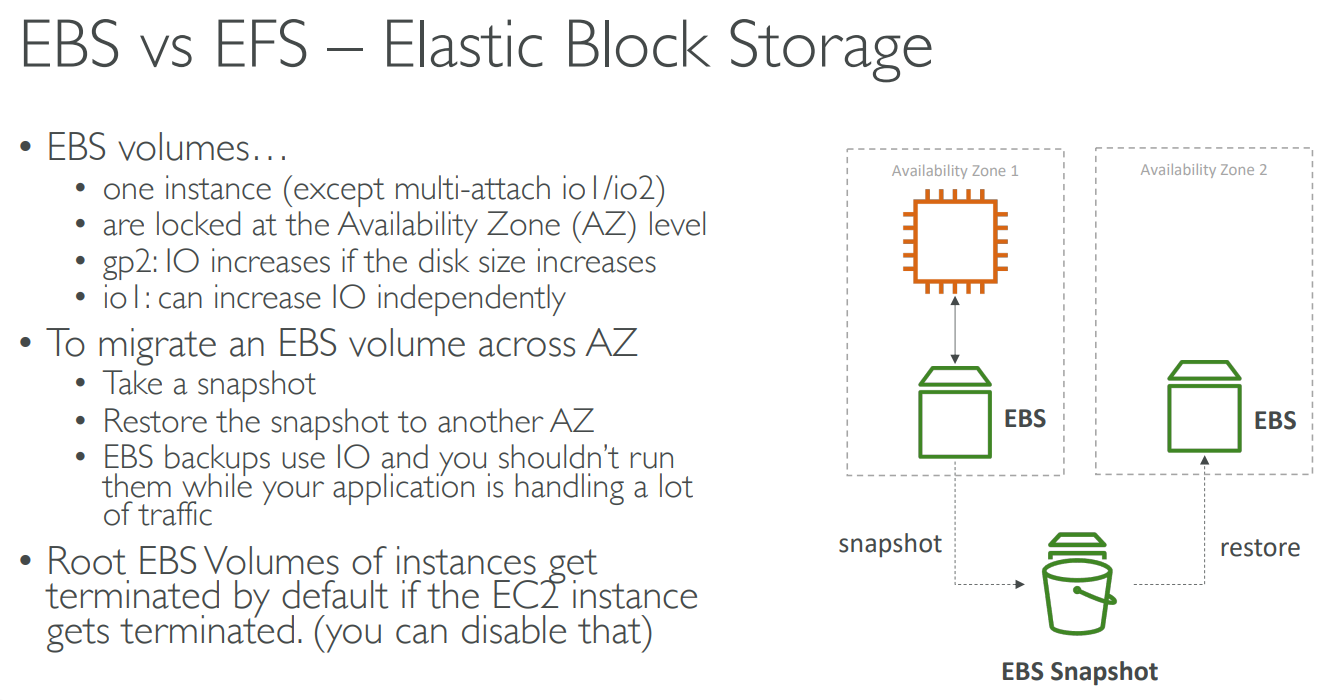 EBS vs EFS – Elastic Block Storage
• EBS volumes…
• one instance (except multi-attach io1/io2)
• are locked at the Availability Zone (AZ) level
• gp2: IO increases if the disk size increases
• io1: can increase IO independently
• To migrate an EBS volume across AZ
• Take a snapshot
• Restore the snapshot to another AZ
• EBS backups use IO and you shouldn’t run
them while your application is handling a lot
of traffic
• Root EBS Volumes of instances get
terminated by default if the EC2 instance
gets terminated. (you can disable that)
Availability Zone 1
Availability Zone 2
EBS
EBS
snapshot
restore
EBS Snapshot